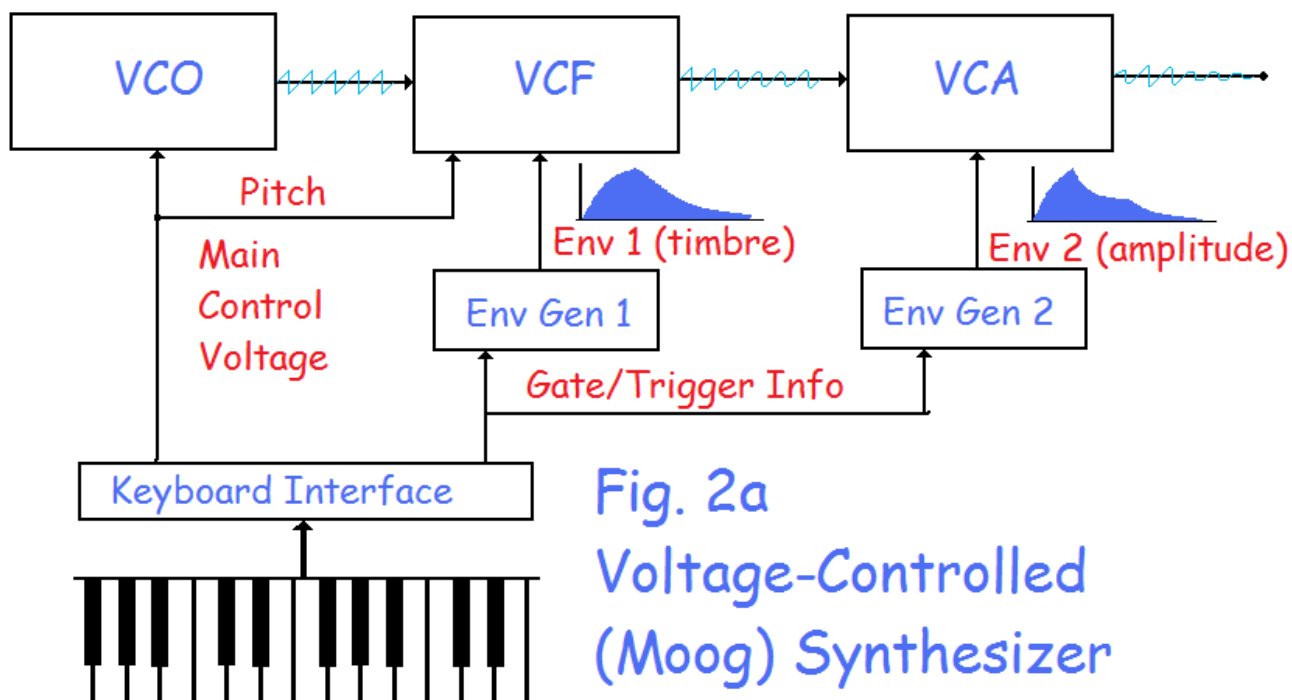 VCO
VCF
VCA
Pitch
Main
Control
Voltage
Env 1 (timbre)
Env 2 (amplitude)
Env Gen 1
Env Gen 2
Gate/Trigger Info
Keyboard Interface
Fig. 2a
Voltage-Controlled
(Moog) Synthesizer